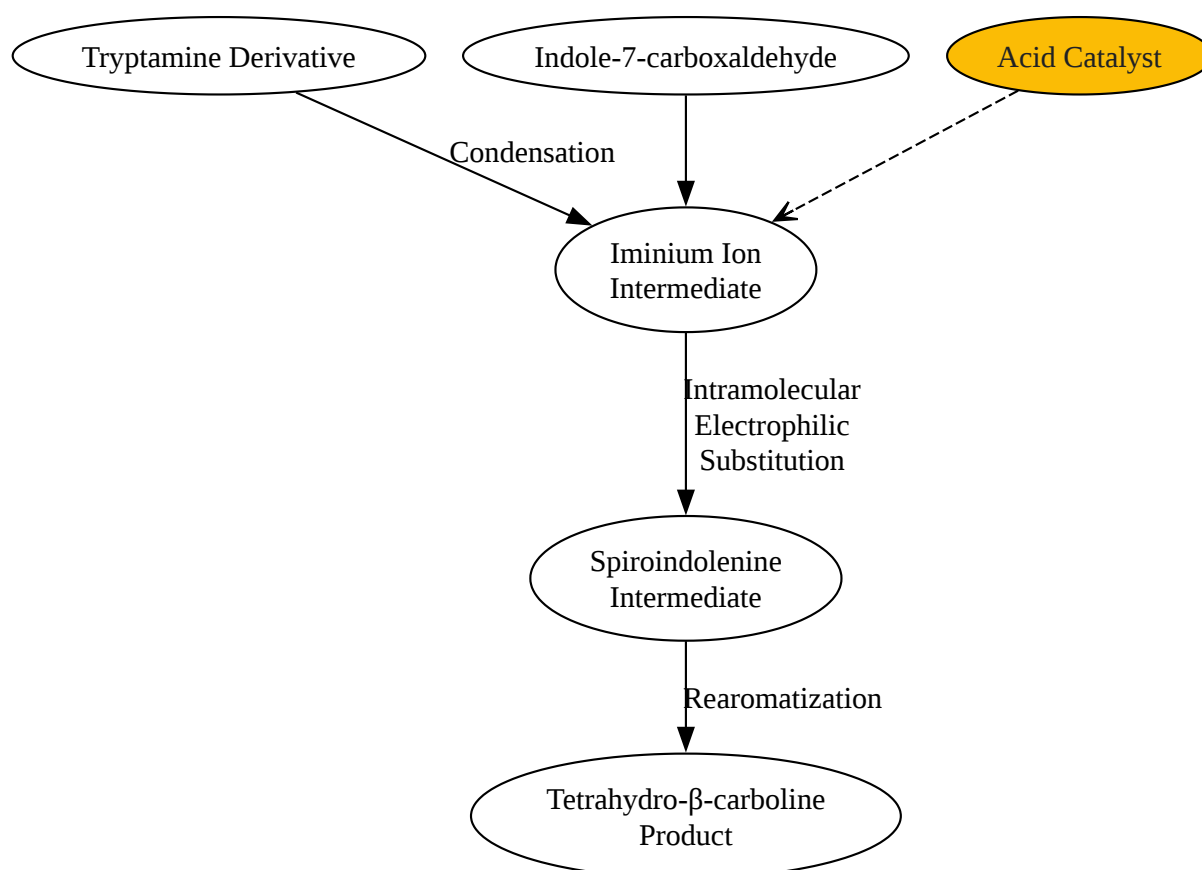 Tryptamine Derivative
Indole-7-carboxaldehyde
Acid Catalyst
Condensation
Iminium Ion
Intermediate
Intramolecular
Electrophilic
Substitution
Spiroindolenine
Intermediate
Rearomatization
Tetrahydro-β-carboline
Product